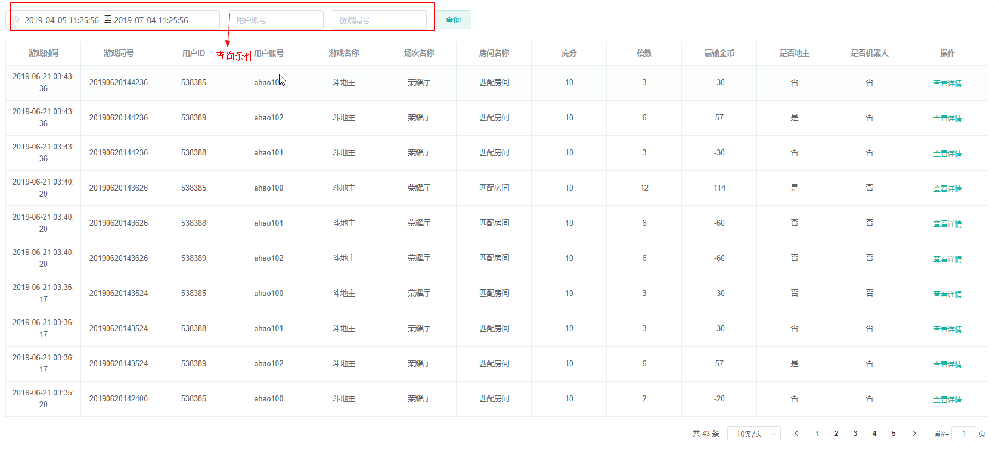 2019-04-05 11:25:56 至 2019-07-04 11:25:56 用户账号 游戏局号 查询
查询条件
游戏时间 游戏局号 用户ID 用户账号 游戏名称 场次名称 房间名称 底分 倍数 赢输金币 是否地主 是否机器人 操作
2019-06-21 03:43:36 20190620144236 538385 ahao10 斗地主 荣耀厅 匹配房间 10 3 -30 否 否 查看详情
2019-06-21 03:43:36 20190620144236 538389 ahao102 斗地主 荣耀厅 匹配房间 10 6 57 是 否 查看详情
2019-06-21 03:43:36 20190620144236 538388 ahao101 斗地主 荣耀厅 匹配房间 10 3 -30 否 否 查看详情
2019-06-21 03:40:20 20190620143626 538385 ahao100 斗地主 荣耀厅 匹配房间 10 12 114 是 否 查看详情
2019-06-21 03:40:20 20190620143626 538388 ahao101 斗地主 荣耀厅 匹配房间 10 6 -60 否 否 查看详情
2019-06-21 03:40:20 20190620143626 538389 ahao102 斗地主 荣耀厅 匹配房间 10 6 -60 否 否 查看详情
2019-06-21 03:36:17 20190620143524 538385 ahao100 斗地主 荣耀厅 匹配房间 10 3 -30 否 否 查看详情
2019-06-21 03:36:17 20190620143524 538388 ahao101 斗地主 荣耀厅 匹配房间 10 3 -30 否 否 查看详情
2019-06-21 03:36:17 20190620143524 538389 ahao102 斗地主 荣耀厅 匹配房间 10 6 57 是 否 查看详情
2019-06-21 03:35:20 20190620142400 538385 ahao100 斗地主 荣耀厅 匹配房间 10 2 -20 否 否 查看详情
共 43 条 10条/页 1 2 3 4 5 前往 1 页